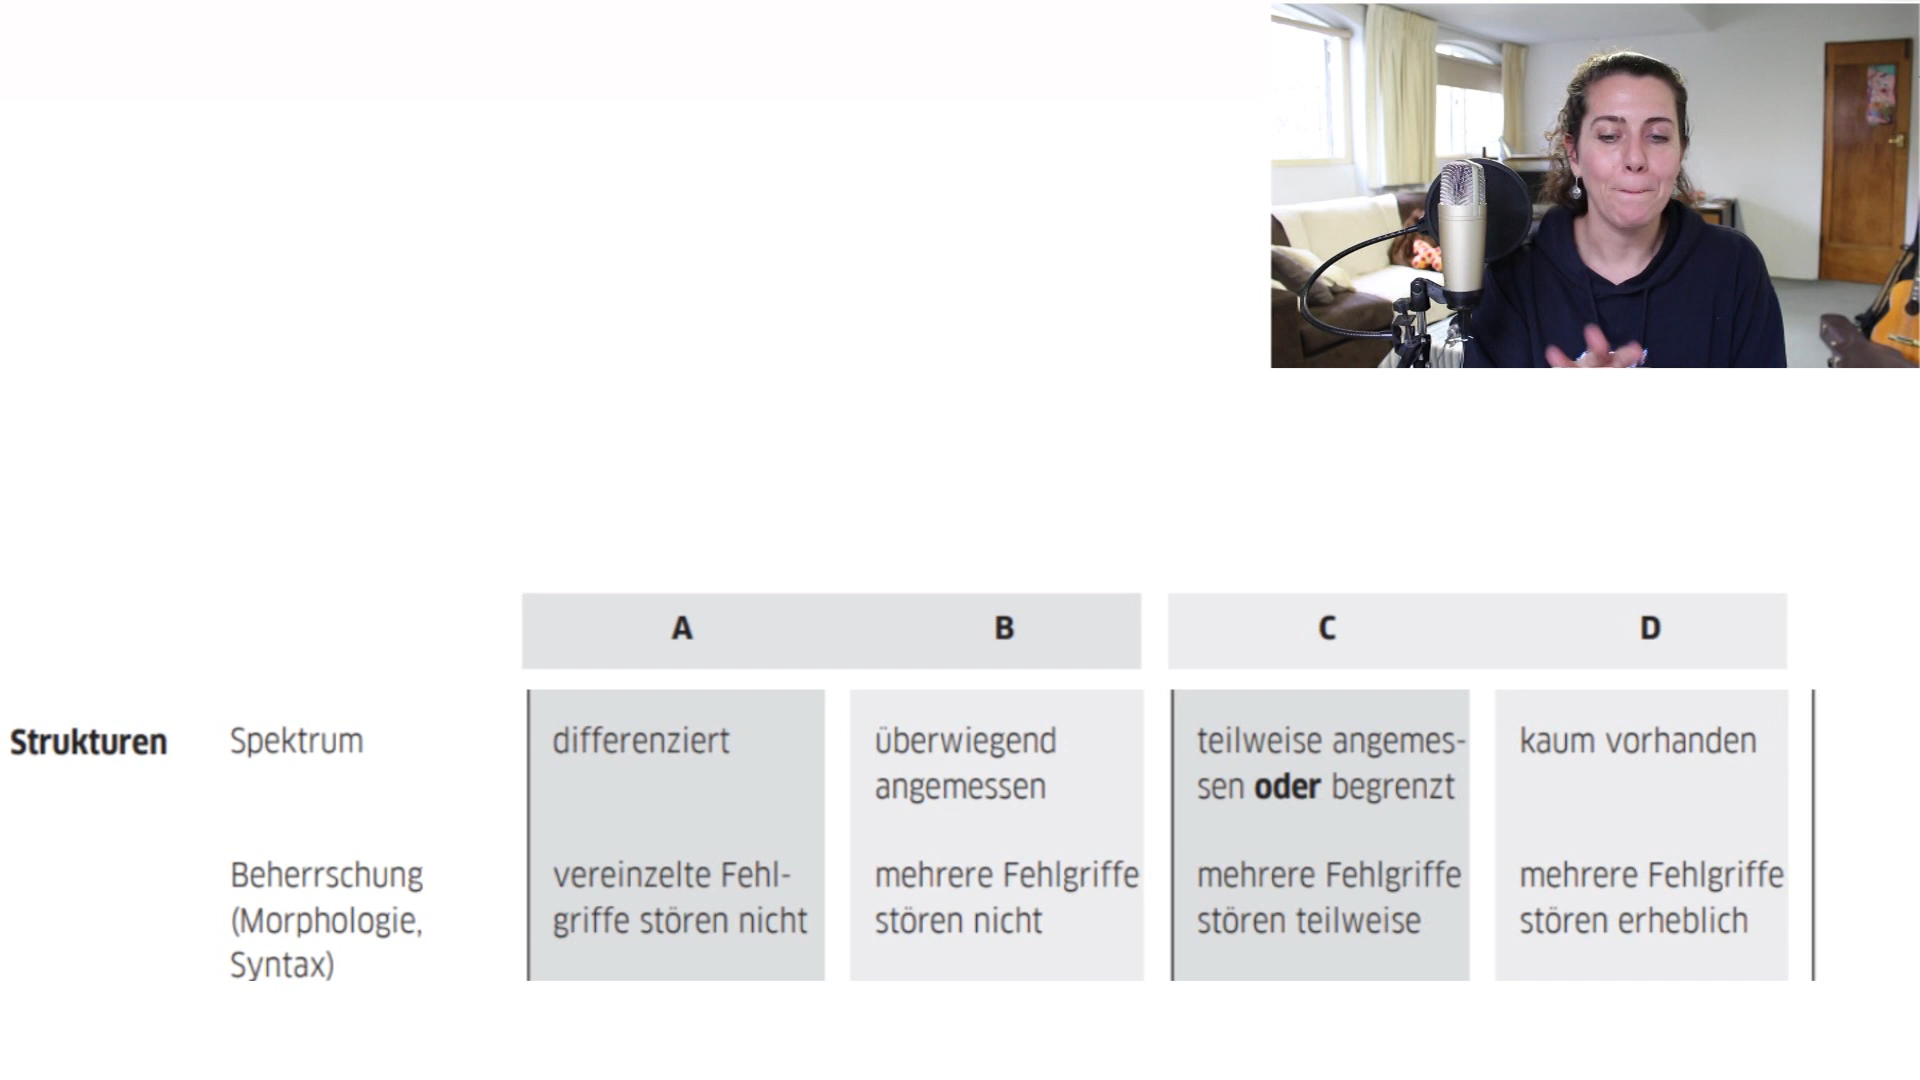 A B C D
Strukturen Spektrum differenziert überwiegend teilweise angemes- kaum vorhanden
angemessen sen oder begrenzt
Beherrschung vereinzelte Fehl- mehrere Fehlgriffe mehrere Fehlgriffe mehrere Fehlgriffe
(Morphologie, griffe stören nicht stören nicht stören teilweise stören erheblich
Syntax)